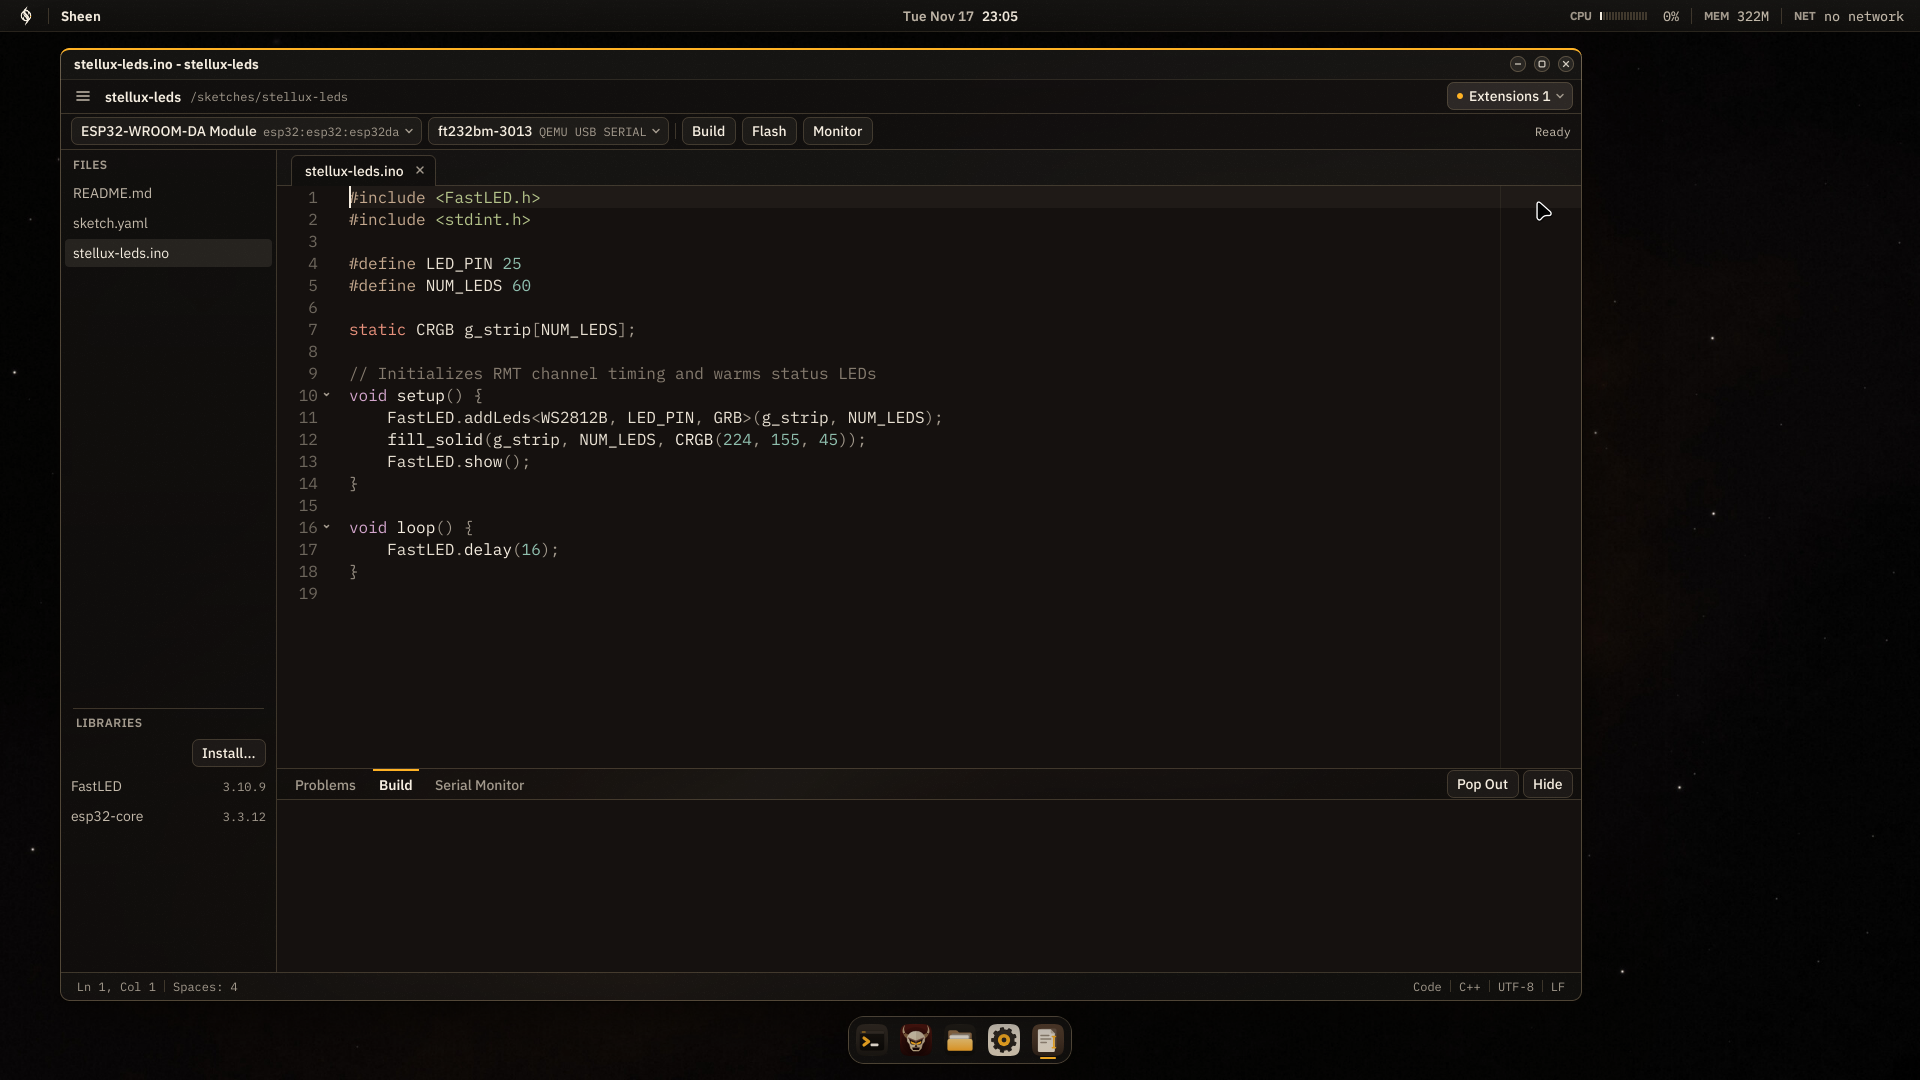 Sheen
Tue Nov 17 23:05
CPU 0% MEM 322M NET no network
stellux-leds.ino - stellux-leds
stellux-leds /sketches/stellux-leds
Extensions 1
ESP32-WROOM-DA Module esp32:esp32:esp32da
ft232bm-3013 QEMU USB SERIAL
Build
Flash
Monitor
Ready
FILES
README.md
sketch.yaml
stellux-leds.ino
stellux-leds.ino
1 #include <FastLED.h>
2 #include <stdint.h>
3
4 #define LED_PIN 25
5 #define NUM_LEDS 60
6
7 static CRGB g_strip[NUM_LEDS];
8
9 // Initializes RMT channel timing and warms status LEDs
10 void setup() {
11     FastLED.addLeds<WS2812B, LED_PIN, GRB>(g_strip, NUM_LEDS);
12     fill_solid(g_strip, NUM_LEDS, CRGB(224, 155, 45));
13     FastLED.show();
14 }
15
16 void loop() {
17     FastLED.delay(16);
18 }
19
LIBRARIES
Install...
FastLED 3.10.9
esp32-core 3.3.12
Problems
Build
Serial Monitor
Pop Out
Hide
Ln 1, Col 1
Spaces: 4
Code
C++
UTF-8
LF